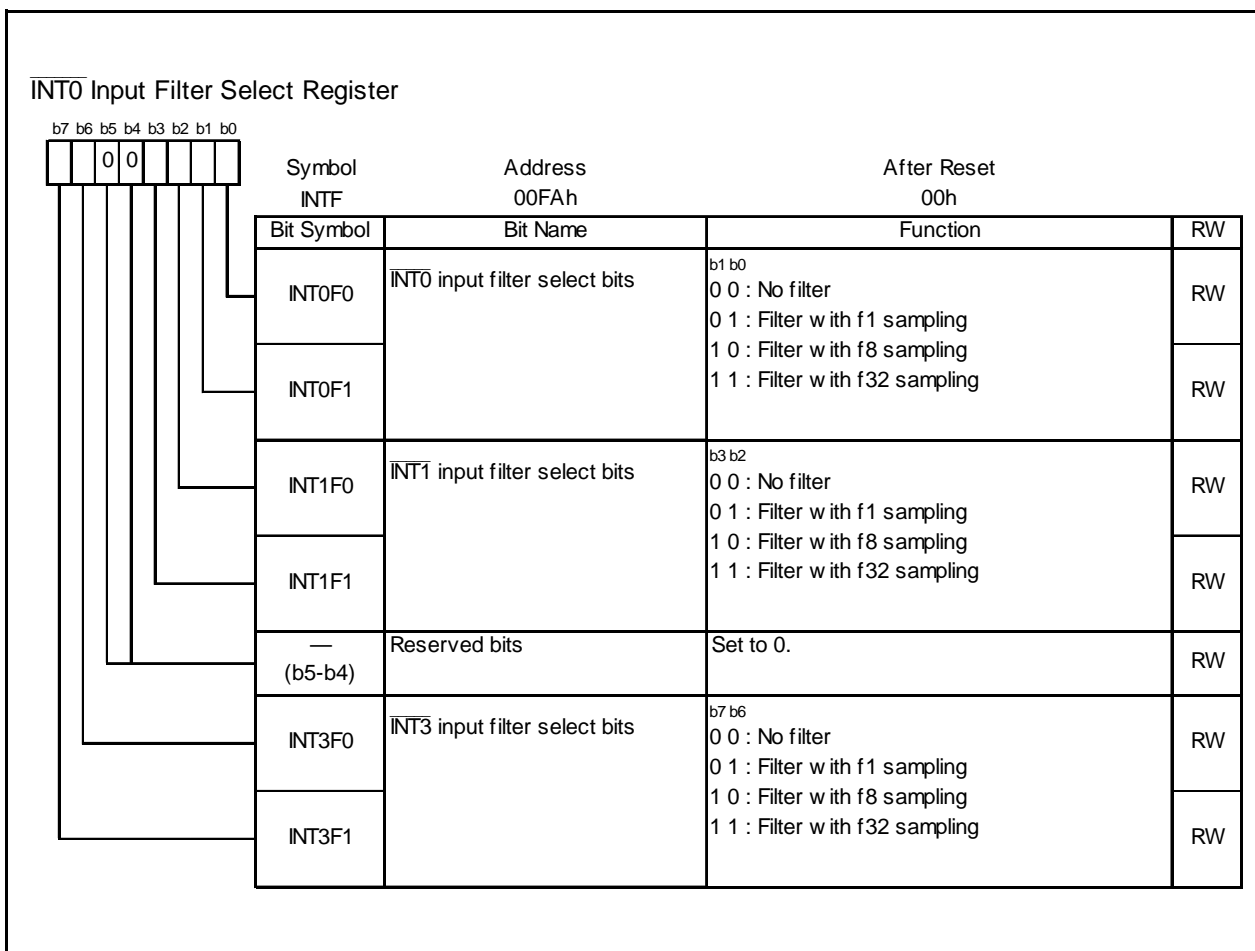 INT0 Input Filter Select Register
b7 b6 b5 b4 b3 b2 b1 b0
0 0
Symbol Address After Reset
INTF 00FAh 00h
Bit Symbol Bit Name Function RW
INT0F0 INT0 input filter select bits b1 b0
0 0 : No filter
0 1 : Filter with f1 sampling
1 0 : Filter with f8 sampling
1 1 : Filter with f32 sampling
RW
INT0F1 RW
INT1F0 INT1 input filter select bits b3 b2
0 0 : No filter
0 1 : Filter with f1 sampling
1 0 : Filter with f8 sampling
1 1 : Filter with f32 sampling
RW
INT1F1 RW
—
(b5-b4) Reserved bits Set to 0. RW
INT3F0 INT3 input filter select bits b7 b6
0 0 : No filter
0 1 : Filter with f1 sampling
1 0 : Filter with f8 sampling
1 1 : Filter with f32 sampling
RW
INT3F1 RW